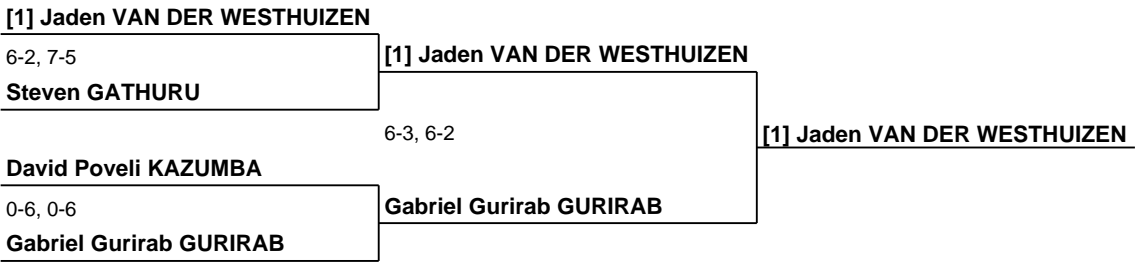 [1] Jaden VAN DER WESTHUIZEN
6-2, 7-5
[1] Jaden VAN DER WESTHUIZEN
Steven GATHURU
6-3, 6-2
[1] Jaden VAN DER WESTHUIZEN
David Poveli KAZUMBA
0-6, 0-6
Gabriel Gurirab GURIRAB
Gabriel Gurirab GURIRAB